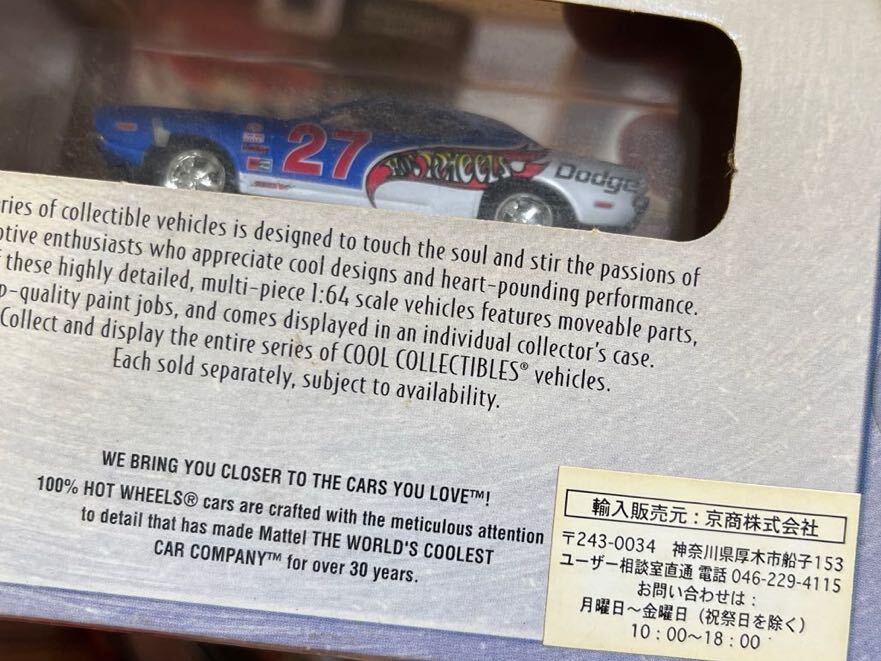 27
HOT WHEELS
Dodge
ries of collectible vehicles is designed to touch the soul and stir the passions of
otive enthusiasts who appreciate cool designs and heart-pounding performance.
f these highly detailed, multi-piece 1:64 scale vehicles features moveable parts,
p-quality paint jobs, and comes displayed in an individual collector's case.
Collect and display the entire series of COOL COLLECTIBLES® vehicles.
Each sold separately, subject to availability.
WE BRING YOU CLOSER TO THE CARS YOU LOVE™!
100% HOT WHEELS® cars are crafted with the meticulous attention
to detail that has made Mattel THE WORLD'S COOLEST
CAR COMPANY™ for over 30 years.
輸入販売元：京商株式会社
〒243-0034 神奈川県厚木市船子153
ユーザー相談室直通 電話 046-229-4115
お問い合わせは：
月曜日～金曜日（祝祭日を除く）
10：00～18：00